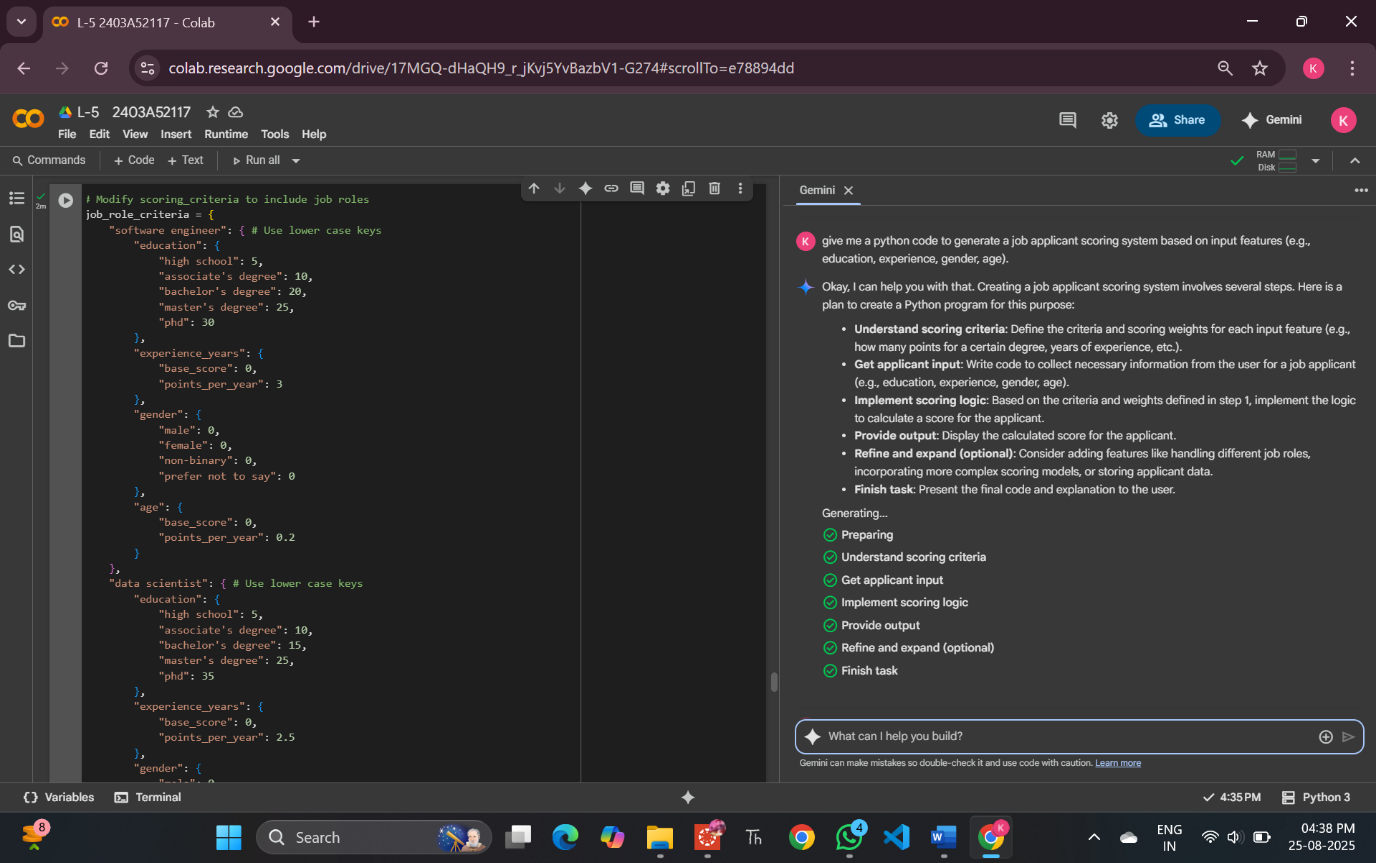 L-5 2403A52117 - Colab
colab.research.google.com/drive/17MGQ-dHaQH9_r_jKvj5YvBazbV1-G274#scrollTo=e78894dd
K
L-5 2403A52117
File Edit View Insert Runtime Tools Help
Share
Gemini
K
Commands + Code + Text Run all
RAM
Disk
2m
# Modify scoring_criteria to include job roles
job_role_criteria = {
"software engineer": { # Use lower case keys
"education": {
"high school": 5,
"associate's degree": 10,
"bachelor's degree": 20,
"master's degree": 25,
"phd": 30
},
"experience_years": {
"base_score": 0,
"points_per_year": 3
},
"gender": {
"male": 0,
"female": 0,
"non-binary": 0,
"prefer not to say": 0
},
"age": {
"base_score": 0,
"points_per_year": 0.2
}
},
"data scientist": { # Use lower case keys
"education": {
"high school": 5,
"associate's degree": 10,
"bachelor's degree": 15,
"master's degree": 25,
"phd": 35
},
"experience_years": {
"base_score": 0,
"points_per_year": 2.5
},
"gender": {
Gemini
K
give me a python code to generate a job applicant scoring system based on input features (e.g.,
education, experience, gender, age).
Okay, I can help you with that. Creating a job applicant scoring system involves several steps. Here is a
plan to create a Python program for this purpose:
• Understand scoring criteria: Define the criteria and scoring weights for each input feature (e.g.,
how many points for a certain degree, years of experience, etc.).
• Get applicant input: Write code to collect necessary information from the user for a job applicant
(e.g., education, experience, gender, age).
• Implement scoring logic: Based on the criteria and weights defined in step 1, implement the logic
to calculate a score for the applicant.
• Provide output: Display the calculated score for the applicant.
• Refine and expand (optional): Consider adding features like handling different job roles,
incorporating more complex scoring models, or storing applicant data.
• Finish task: Present the final code and explanation to the user.
Generating...
Preparing
Understand scoring criteria
Get applicant input
Implement scoring logic
Provide output
Refine and expand (optional)
Finish task
What can I help you build?
Gemini can make mistakes so double-check it and use code with caution. Learn more
Variables Terminal
4:35 PM Python 3
8
Search
Th
4
K
ENG
IN
04:38 PM
25-08-2025